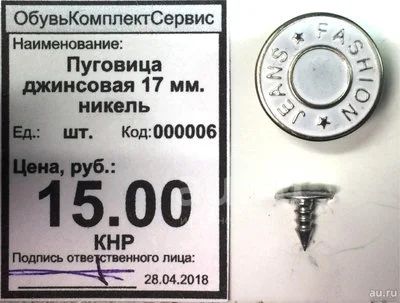 ОбувьКомплектСервис
Наименование:
Пуговица
джинсовая 17 мм.
никель
Ед.: шт. Код: 000006
Цена, руб.:
15.00
КНР
Подпись ответственного лица:
28.04.2018
★ FASHION ★ JEANS
au.ru